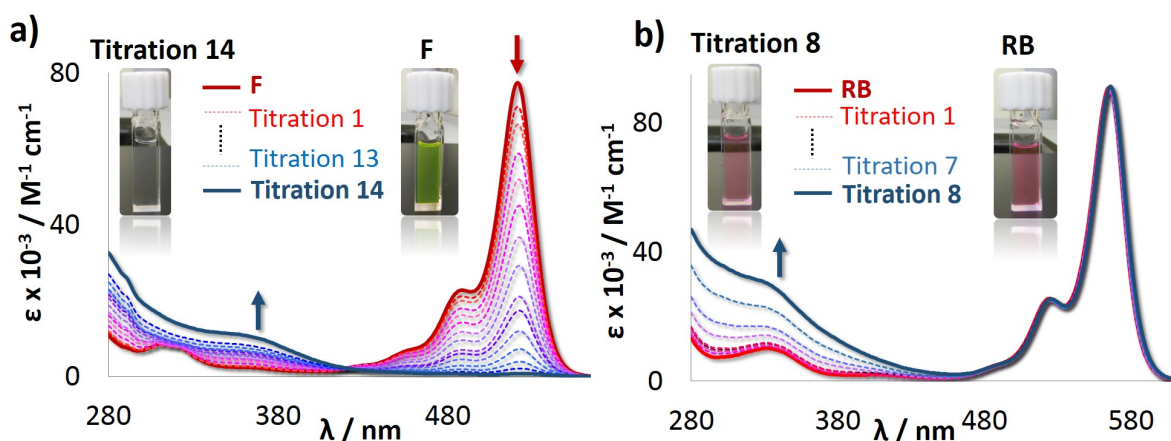 a)
Titration 14
F
F
Titration 1
Titration 13
Titration 14
ε x 10⁻³ / M⁻¹ cm⁻¹
80
40
0
280
380
480
λ / nm
b)
Titration 8
RB
RB
Titration 1
Titration 7
Titration 8
ε x 10⁻³ / M⁻¹ cm⁻¹
80
40
0
280
380
480
580
λ / nm